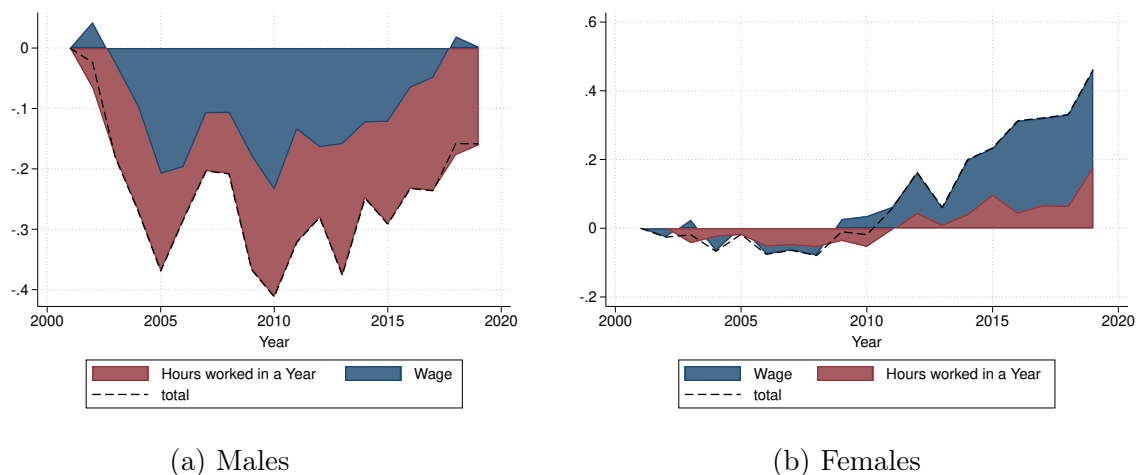 0
-.1
-.2
-.3
-.4
2000 2005 2010 2015 2020
Year
Hours worked in a Year Wage
total
(a) Males
.6
.4
.2
0
-.2
2000 2005 2010 2015 2020
Year
Wage Hours worked in a Year
total
(b) Females